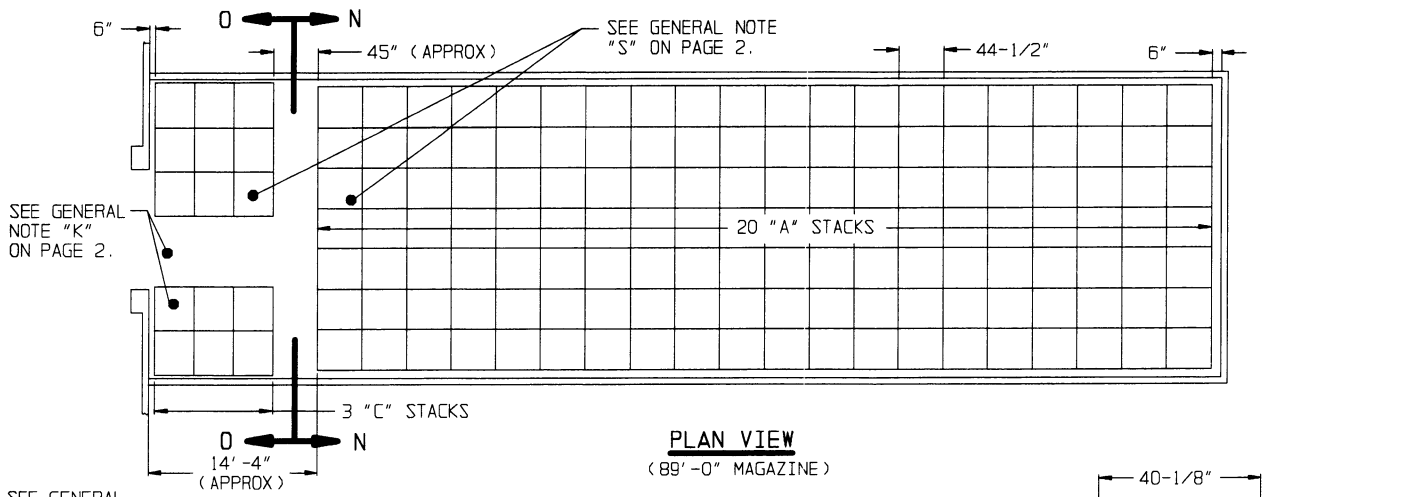 6"
O N
45" (APPROX)
SEE GENERAL NOTE
"S" ON PAGE 2.
44-1/2"
6"
SEE GENERAL
NOTE "K"
ON PAGE 2.
20 "A" STACKS
3 "C" STACKS
O N
14'-4"
(APPROX)
PLAN VIEW
(89'-0" MAGAZINE)
40-1/8"
SEE GENERAL